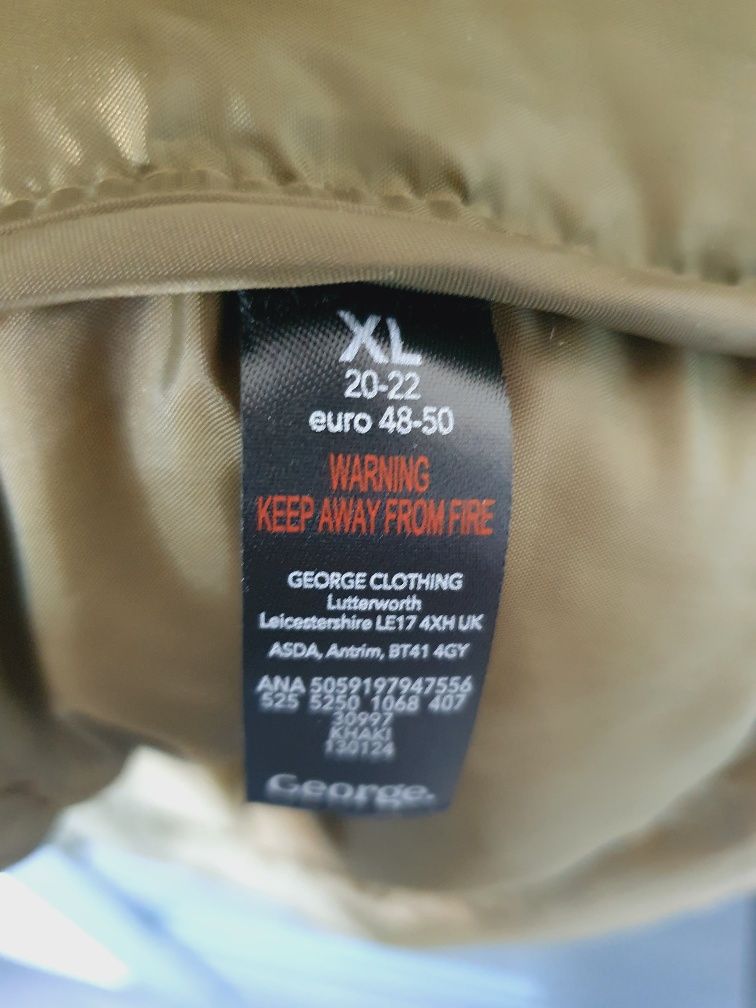 XL
20-22
euro 48-50
WARNING
KEEP AWAY FROM FIRE
GEORGE CLOTHING
Lutterworth
Leicestershire LE17 4XH UK
ASDA, Antrim, BT41 4GY
ANA 5059197947556
525 5250 1068 407
30997
KHAKI
130124
George.